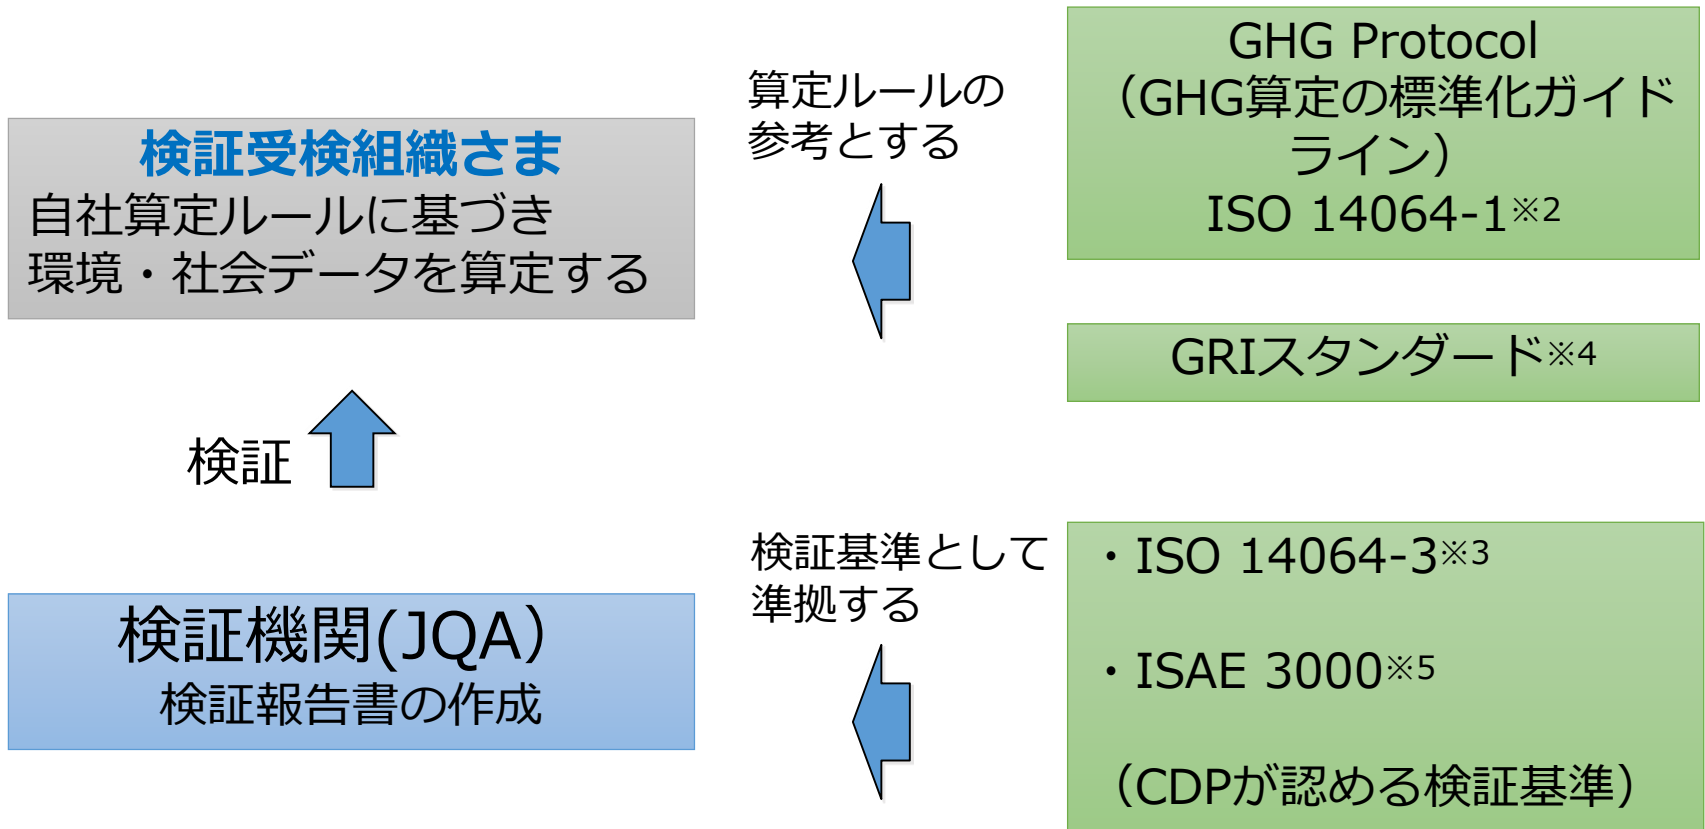 検証受検組織さま
自社算定ルールに基づき
環境・社会データを算定する
算定ルールの
参考とする
GHG Protocol
（GHG算定の標準化ガイド
ライン）
ISO 14064-1※2
GRIスタンダード※4
検証
検証機関(JQA）
検証報告書の作成
検証基準として
準拠する
・ISO 14064-3※3
・ISAE 3000※5
（CDPが認める検証基準）